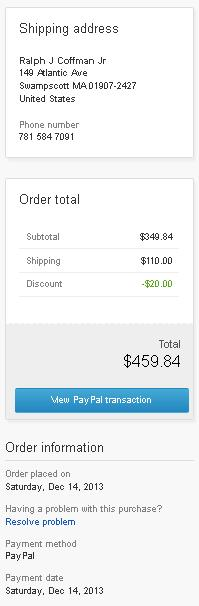 Shipping address
Ralph J Coffman Jr
149 Atlantic Ave
Swampscott MA 01907-2427
United States
Phone number
781 584 7091
Order total
Subtotal $349.84
Shipping $110.00
Discount -$20.00
Total
$459.84
View PayPal transaction
Order information
Order placed on
Saturday, Dec 14, 2013
Having a problem with this purchase?
Resolve problem
Payment method
PayPal
Payment date
Saturday, Dec 14, 2013